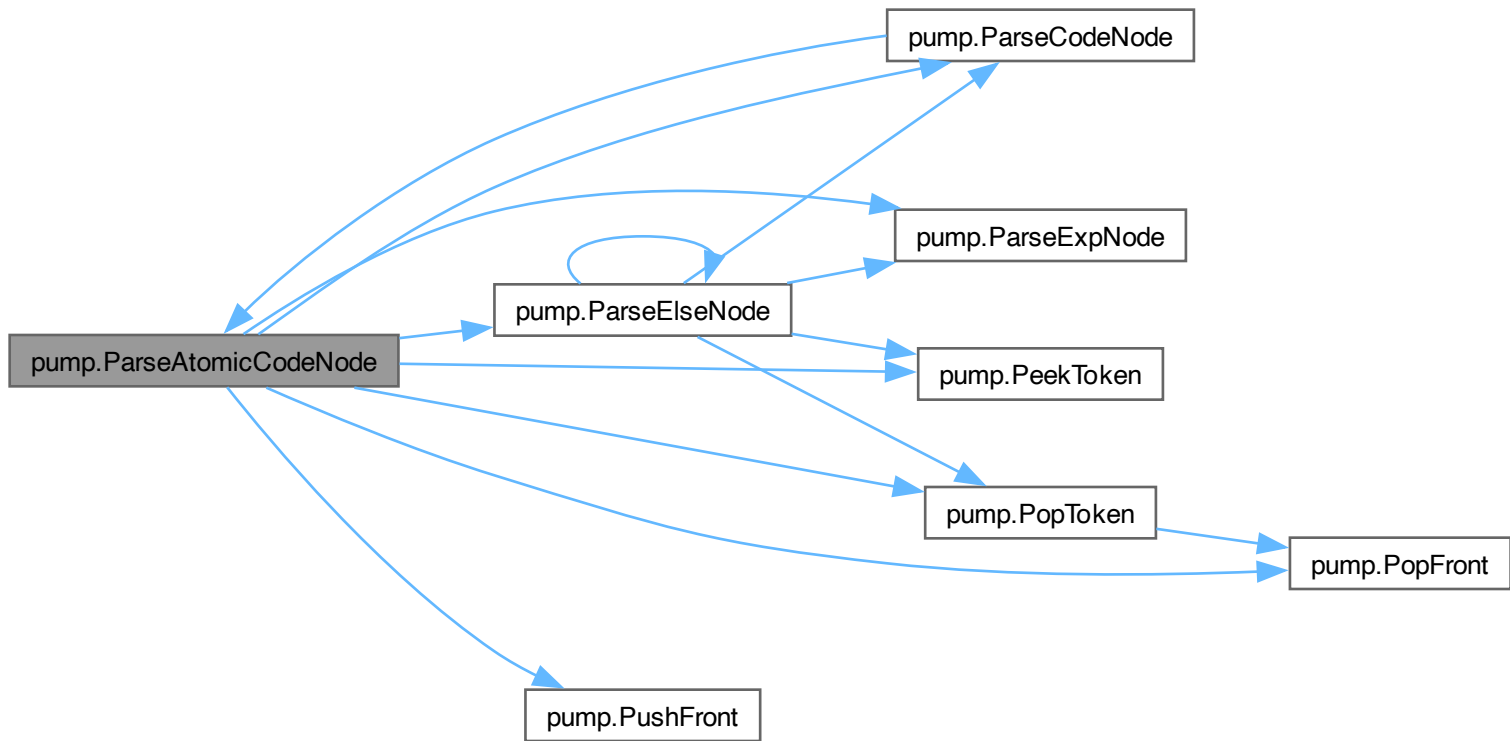 pump.ParseCodeNode
pump.ParseExpNode
pump.ParseElseNode
pump.ParseAtomicCodeNode
pump.PeekToken
pump.PopToken
pump.PopFront
pump.PushFront